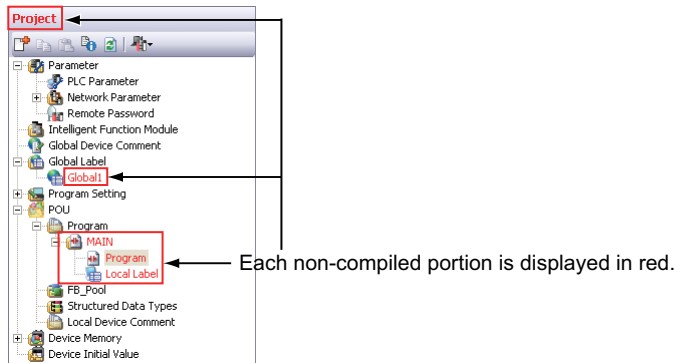 Project
Parameter
PLC Parameter
Network Parameter
Remote Password
Intelligent Function Module
Global Device Comment
Global Label
Global1
Program Setting
POU
Program
MAIN
Program
Local Label
FB_Pool
Structured Data Types
Local Device Comment
Device Memory
Device Initial Value
Each non-compiled portion is displayed in red.